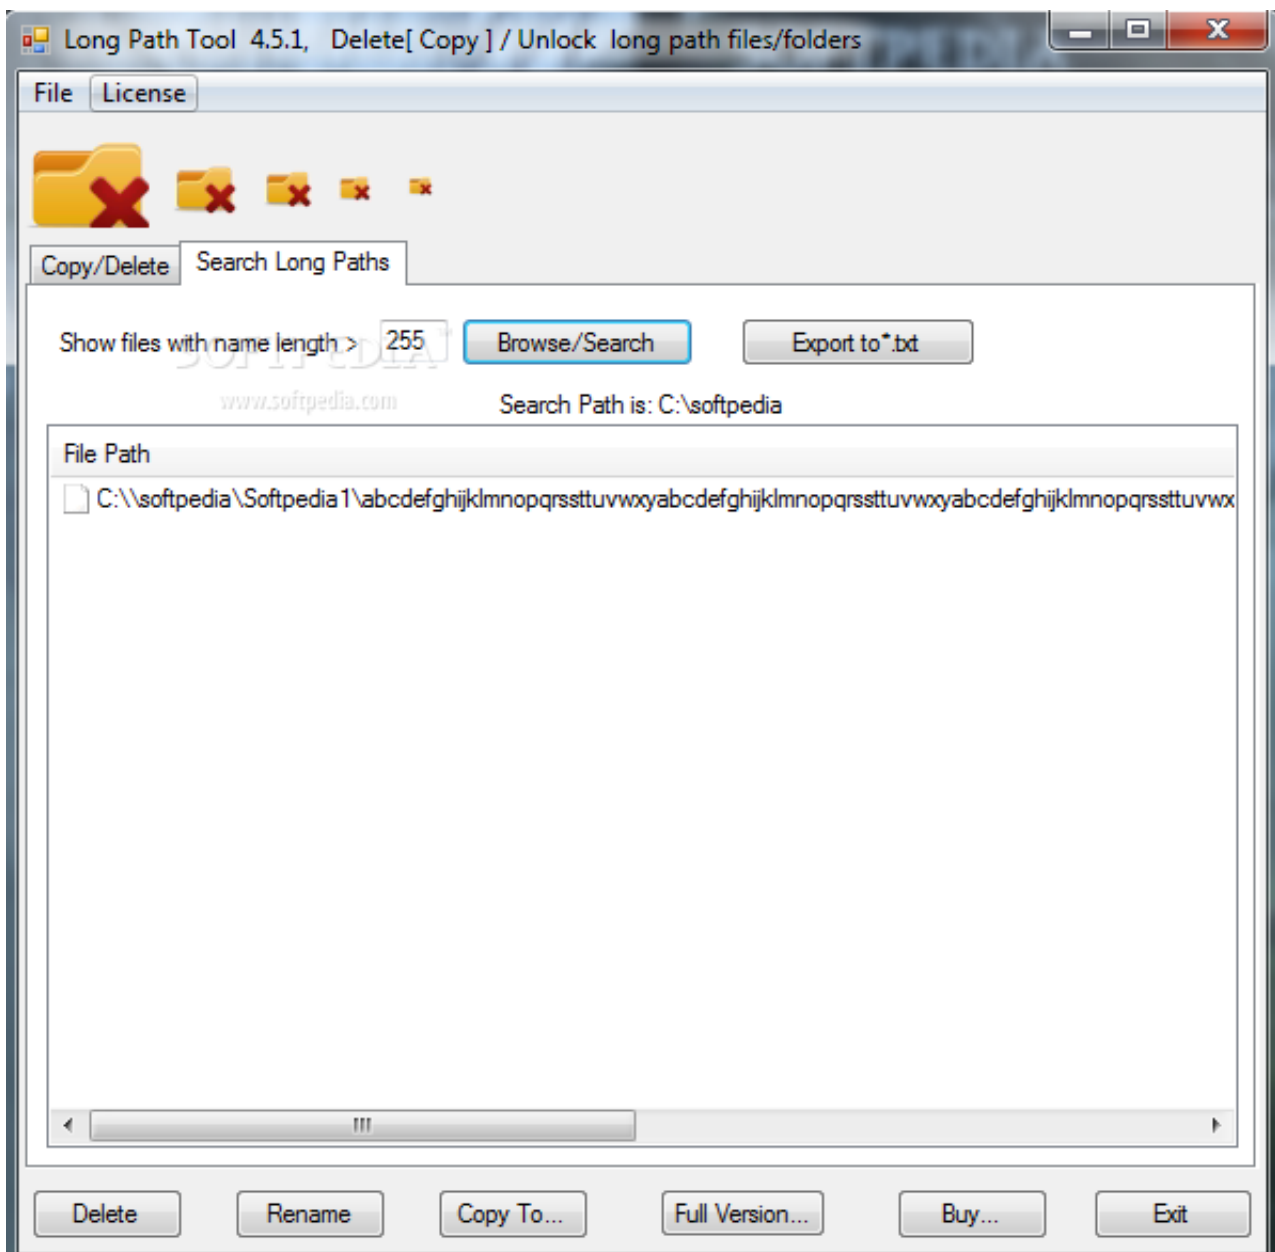 Long Path Tool 4.5.1, Delete[ Copy ] / Unlock long path files/folders
File License
Copy/Delete Search Long Paths
Show files with name length > 255 Browse/Search Export to*.txt
SOFTPEDIA
www.softpedia.com Search Path is: C:\softpedia
File Path
C:\\softpedia\Softpedia1\abcdefghijklmnopqrssttuvwxyabcdefghijklmnopqrssttuvwxyabcdefghijklmnopqrssttuvwx
Delete Rename Copy To... Full Version... Buy... Exit